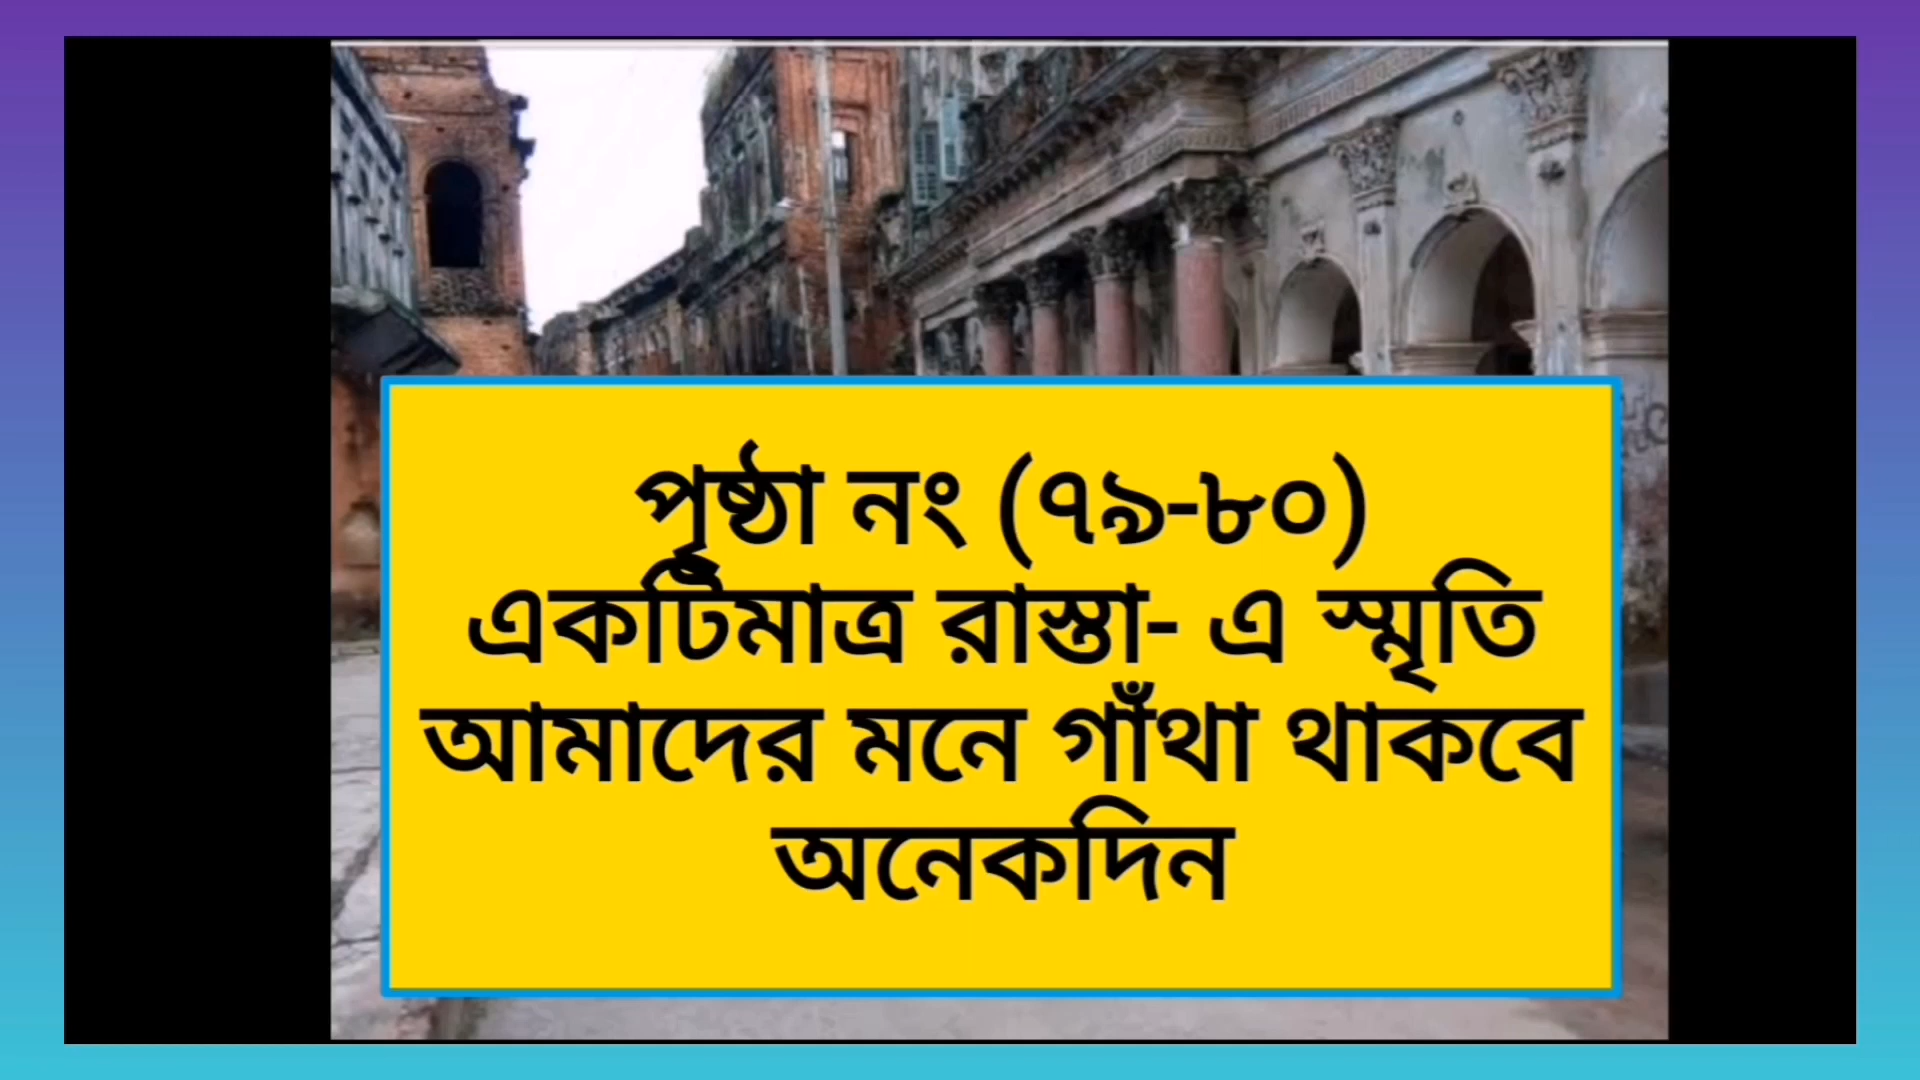 পৃষ্ঠা নং (৭৯-৮০)
একটিমাত্র রাস্তা- এ স্মৃতি
আমাদের মনে গাঁথা থাকবে
অনেকদিন